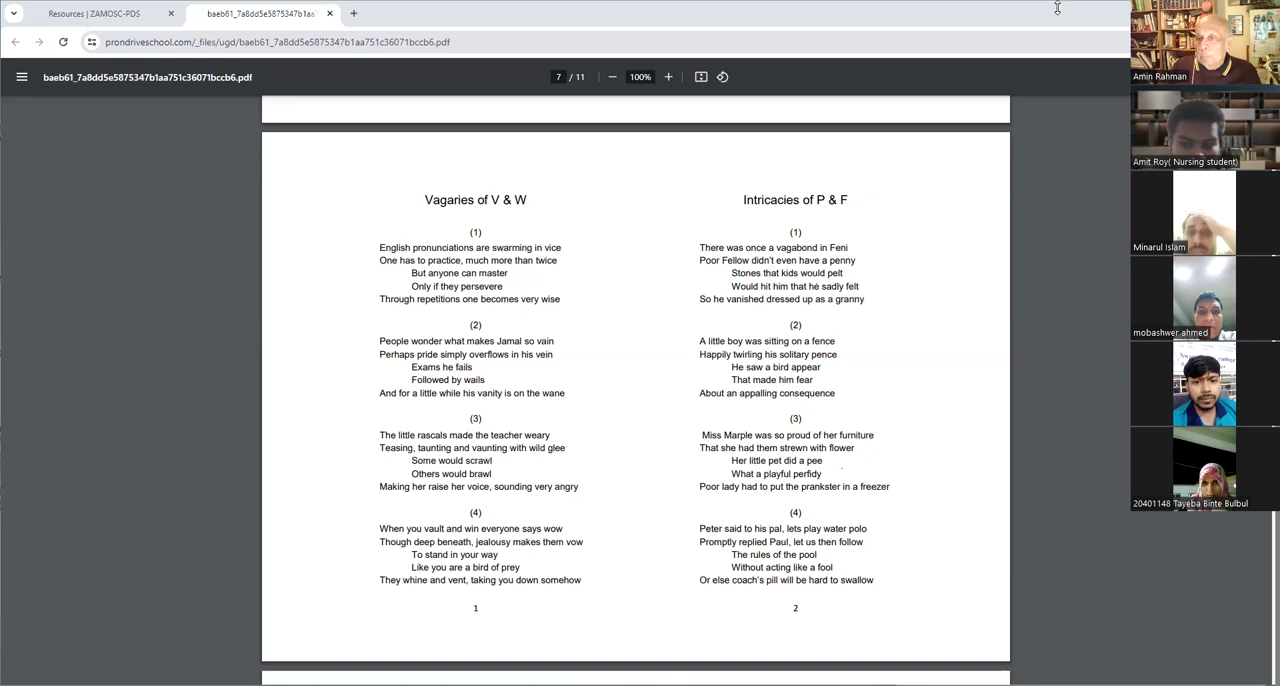 Resources | ZAMOSC-PDS
baeb61_7a8dd5e5875347b1aa7
prondriveschool.com/_files/ugd/baeb61_7a8dd5e5875347b1aa751c36071bccb6.pdf
baeb61_7a8dd5e5875347b1aa751c36071bccb6.pdf
7 / 11
100%
Vagaries of V & W
(1)
English pronunciations are swarming in vice
One has to practice, much more than twice
But anyone can master
Only if they persevere
Through repetitions one becomes very wise
(2)
People wonder what makes Jamal so vain
Perhaps pride simply overflows in his vein
Exams he fails
Followed by wails
And for a little while his vanity is on the wane
(3)
The little rascals made the teacher weary
Teasing, taunting and vaunting with wild glee
Some would scrawl
Others would brawl
Making her raise her voice, sounding very angry
(4)
When you vault and win everyone says wow
Though deep beneath, jealousy makes them vow
To stand in your way
Like you are a bird of prey
They whine and vent, taking you down somehow
1
Intricacies of P & F
(1)
There was once a vagabond in Feni
Poor Fellow didn't even have a penny
Stones that kids would pelt
Would hit him that he sadly felt
So he vanished dressed up as a granny
(2)
A little boy was sitting on a fence
Happily twirling his solitary pence
He saw a bird appear
That made him fear
About an appalling consequence
(3)
Miss Marple was so proud of her furniture
That she had them strewn with flower
Her little pet did a pee
What a playful perfidy
Poor lady had to put the prankster in a freezer
(4)
Peter said to his pal, lets play water polo
Promptly replied Paul, let us then follow
The rules of the pool
Without acting like a fool
Or else coach's pill will be hard to swallow
2
Amin Rahman
Amit Roy( Nursing student)
Minarul Islam
mobashwer ahmed
20401148 Tayeba Binte Bulbul